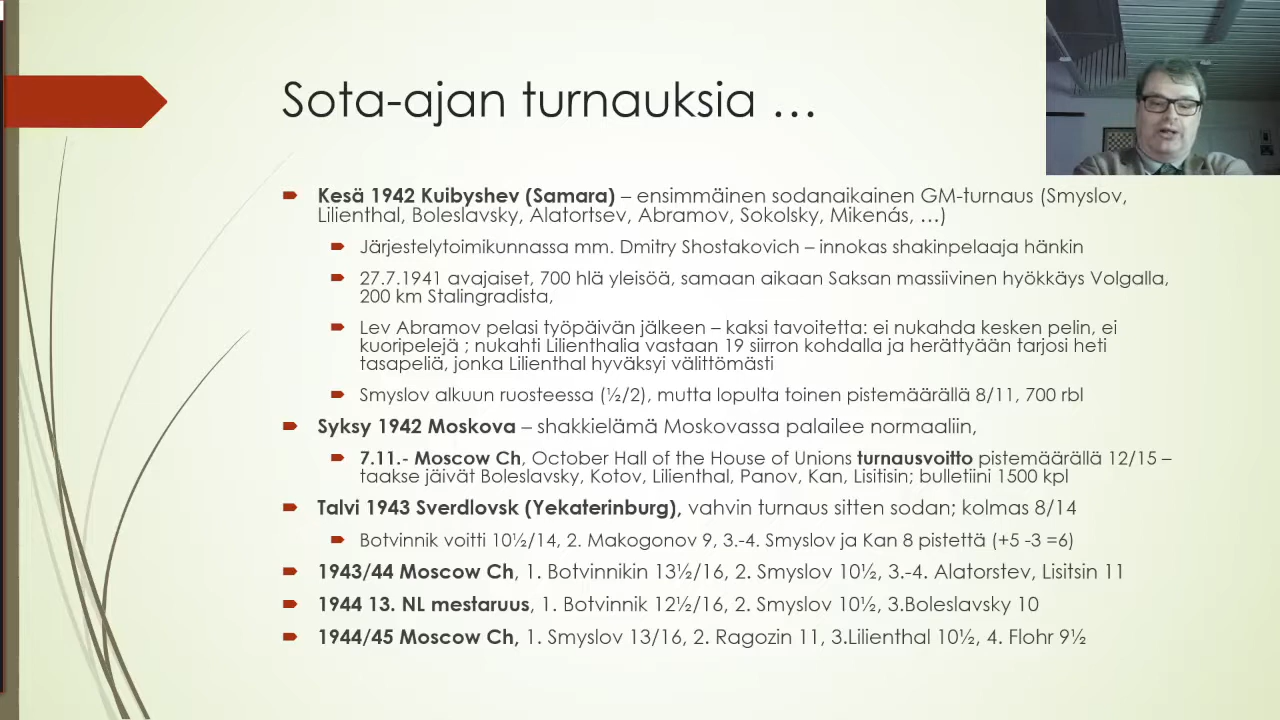 Sota-ajan turnauksia …
Kesä 1942 Kuibyshev (Samara) – ensimmäinen sodanaikainen GM-turnaus (Smyslov,
Lilienthal, Boleslavsky, Alatortsev, Abramov, Sokolsky, Mikenás, …)
Järjestelytoimikunnassa mm. Dmitry Shostakovich – innokas shakinpelaaja hänkin
27.7.1941 avajaiset, 700 hlä yleisöä, samaan aikaan Saksan massiivinen hyökkäys Volgalla,
200 km Stalingradista,
Lev Abramov pelasi työpäivän jälkeen – kaksi tavoitetta: ei nukahda kesken pelin, ei
kuoripelejä ; nukahti Lilienthalia vastaan 19 siirron kohdalla ja herättyään tarjosi heti
tasapeliä, jonka Lilienthal hyväksyi välittömästi
Smyslov alkuun ruosteessa (½/2), mutta lopulta toinen pistemäärällä 8/11, 700 rbl
Syksy 1942 Moskova – shakkielämä Moskovassa palailee normaaliin,
7.11.- Moscow Ch, October Hall of the House of Unions turnausvoitto pistemäärällä 12/15 –
taakse jäivät Boleslavsky, Kotov, Lilienthal, Panov, Kan, Lisitisin; bulletiini 1500 kpl
Talvi 1943 Sverdlovsk (Yekaterinburg), vahvin turnaus sitten sodan; kolmas 8/14
Botvinnik voitti 10½/14, 2. Makogonov 9, 3.-4. Smyslov ja Kan 8 pistettä (+5 -3 =6)
1943/44 Moscow Ch, 1. Botvinnikin 13½/16, 2. Smyslov 10½, 3.-4. Alatorstev, Lisitsin 11
1944 13. NL mestaruus, 1. Botvinnik 12½/16, 2. Smyslov 10½, 3.Boleslavsky 10
1944/45 Moscow Ch, 1. Smyslov 13/16, 2. Ragozin 11, 3.Lilienthal 10½, 4. Flohr 9½